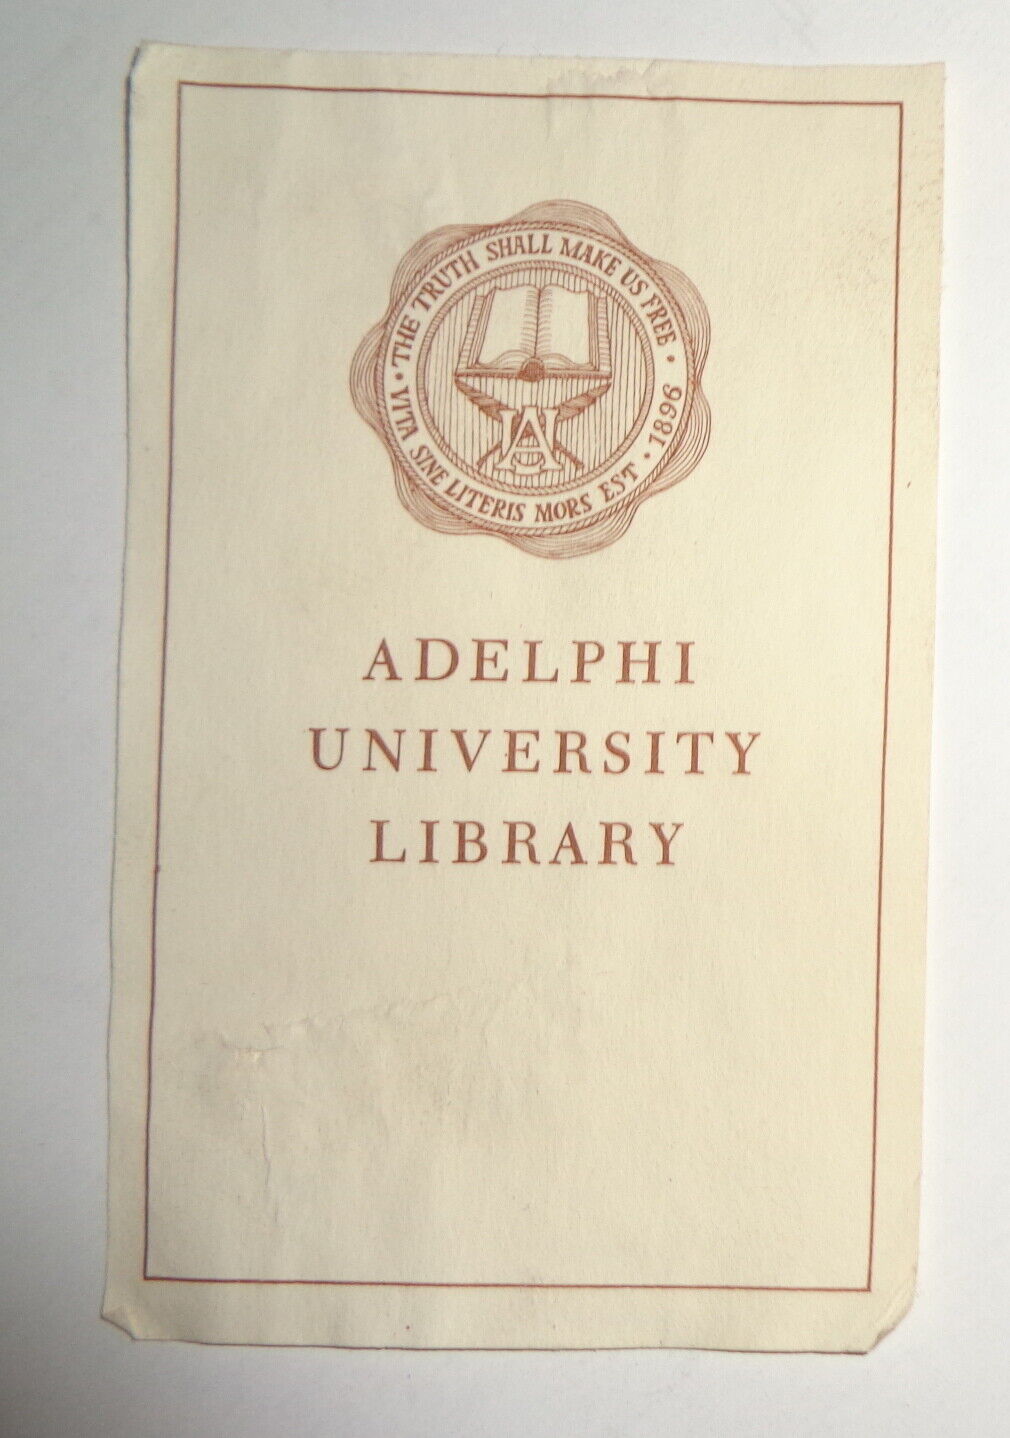 THE TRUTH SHALL MAKE US FREE • 1896 •
VITA SINE LITERIS MORS EST •
AU
ADELPHI
UNIVERSITY
LIBRARY